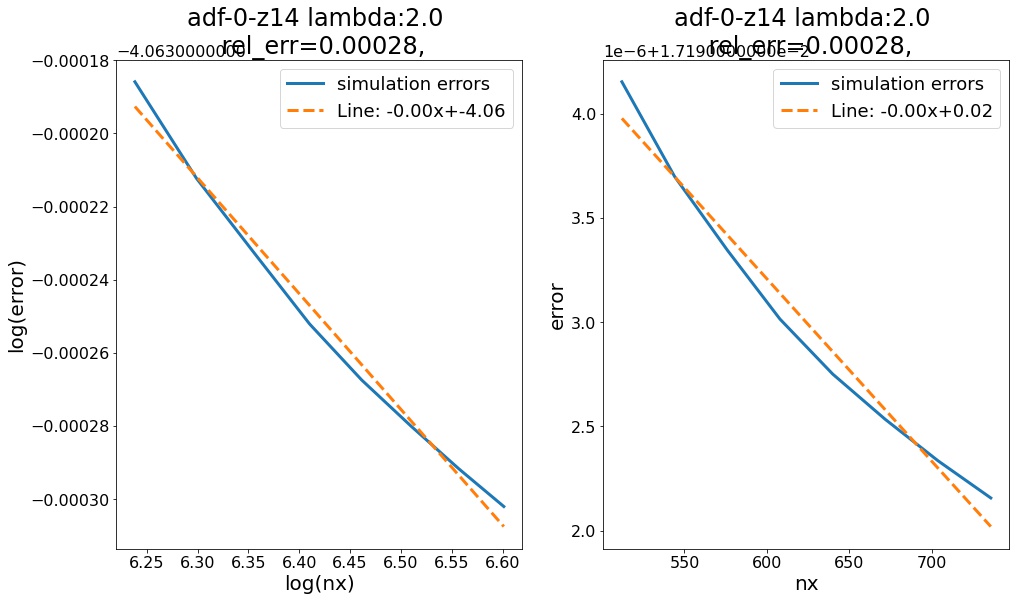 adf-0-z14 lambda:2.0
rel_err=0.00028,
−4.0630000000
simulation errors
Line: -0.00x+-4.06
−0.00018
−0.00020
−0.00022
−0.00024
−0.00026
−0.00028
−0.00030
log(error)
6.25
6.30
6.35
6.40
6.45
6.50
6.55
6.60
log(nx)
adf-0-z14 lambda:2.0
rel_err=0.00028,
1e−6+1.7190000000e−2
simulation errors
Line: -0.00x+0.02
4.0
3.5
3.0
2.5
2.0
error
550
600
650
700
nx